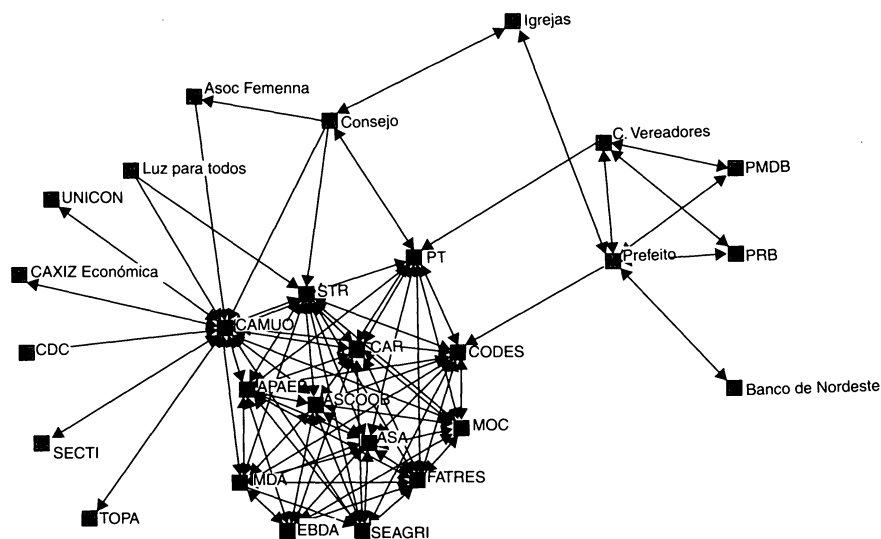 Igrejas
Asoc Femenna
Consejo
C. Vereadores
Luz para todos
PMDB
UNICON
PT
Prefeito
PRB
CAXIZ Económica
STR
CAMUO
CDC
CAR
CODES
APAEB
ASCOOB
Banco de Nordeste
MOC
ASA
SECTI
MDA
FATRES
TOPA
EBDA
SEAGRI